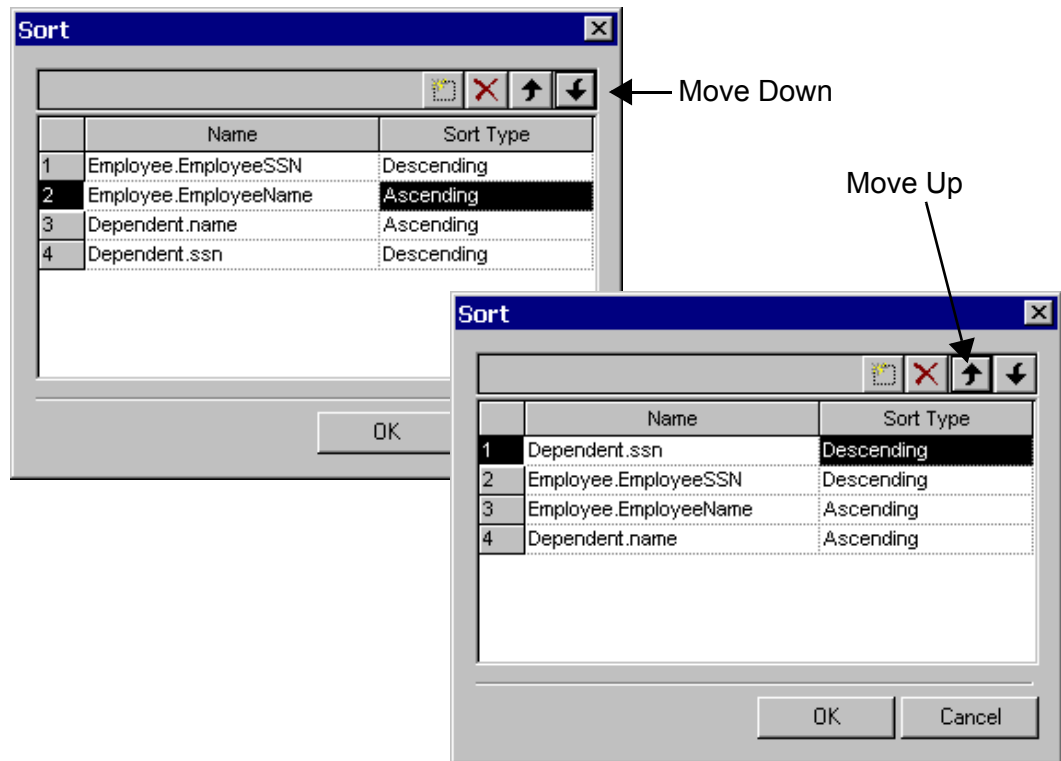 Sort
Move Down
Name Sort Type
1 Employee.EmployeeSSN Descending
2 Employee.EmployeeName Ascending
3 Dependent.name Ascending
4 Dependent.ssn Descending
OK
Move Up
Sort
Name Sort Type
1 Dependent.ssn Descending
2 Employee.EmployeeSSN Descending
3 Employee.EmployeeName Ascending
4 Dependent.name Ascending
OK Cancel